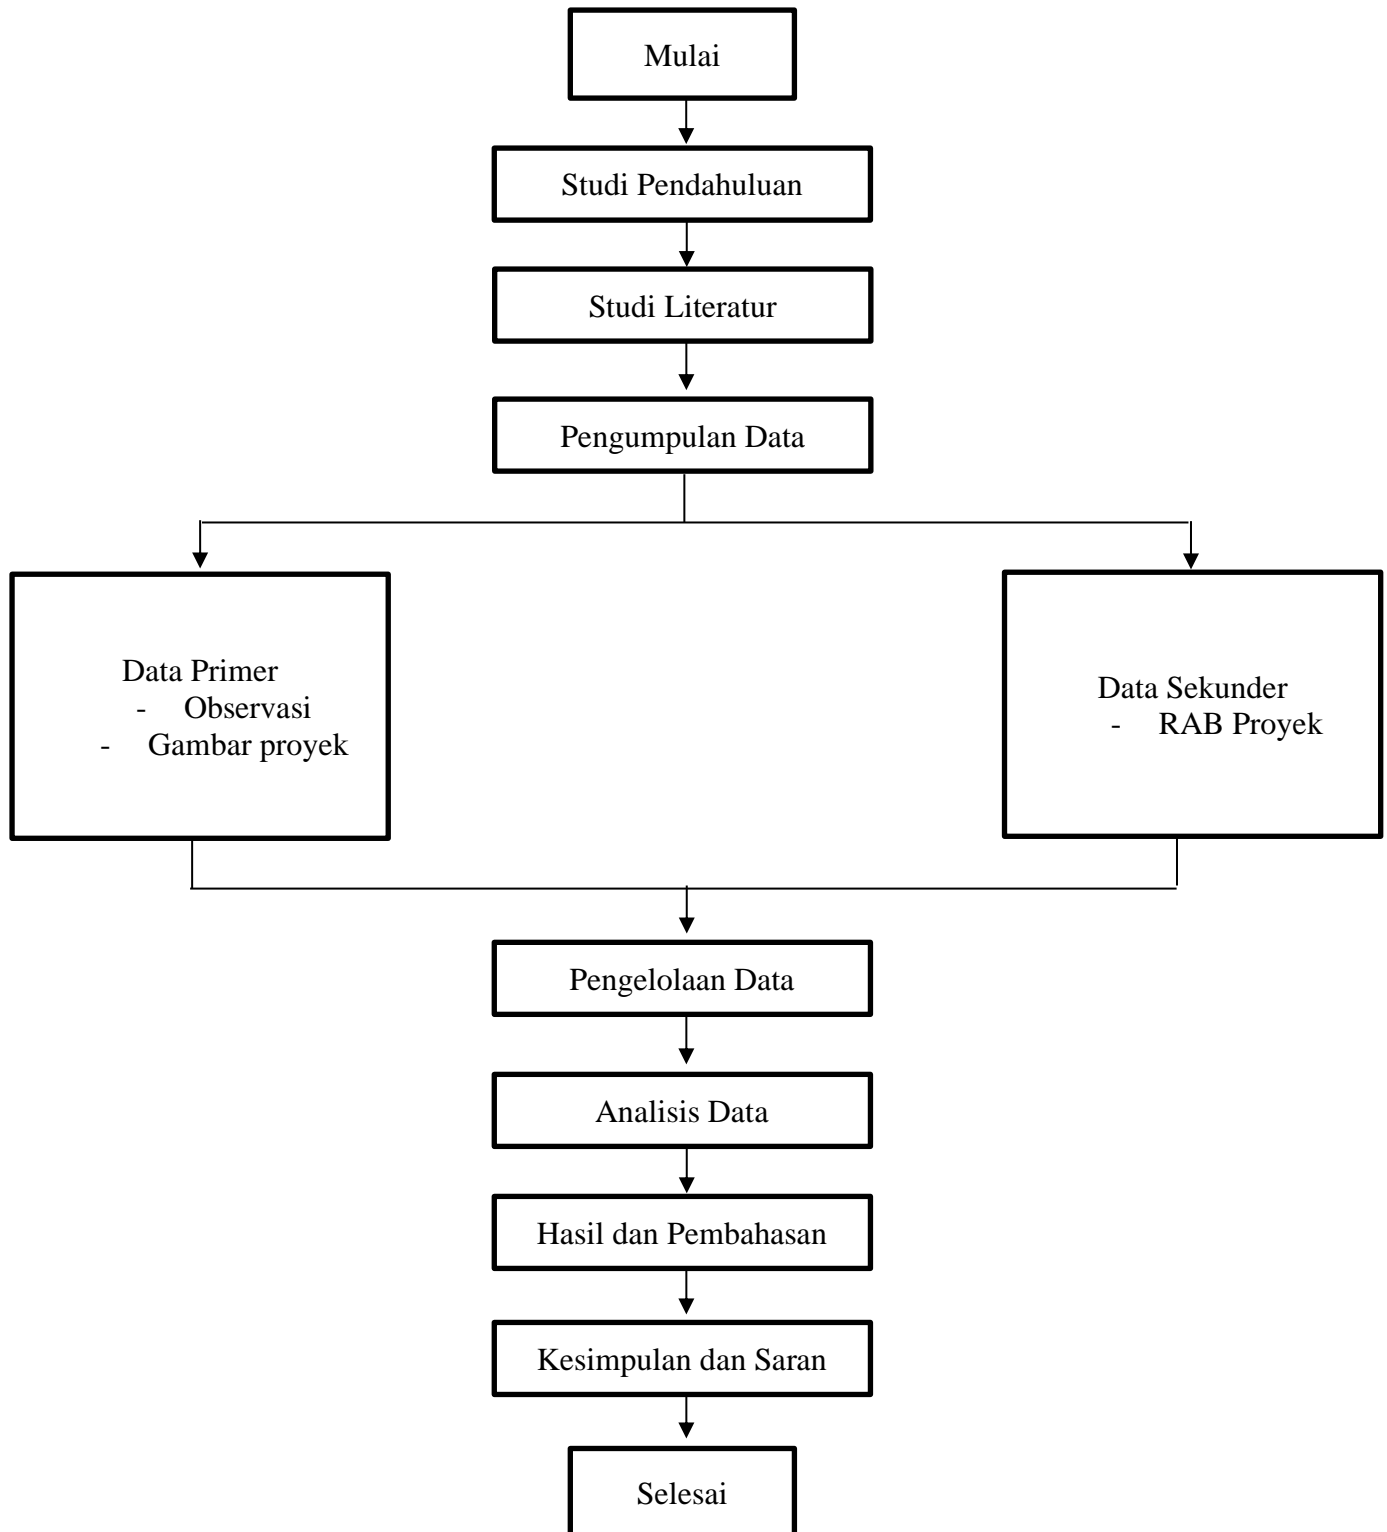 Mulai
Studi Pendahuluan
Studi Literatur
Pengumpulan Data
Data Primer
- Observasi
- Gambar proyek
Data Sekunder
- RAB Proyek
Pengelolaan Data
Analisis Data
Hasil dan Pembahasan
Kesimpulan dan Saran
Selesai